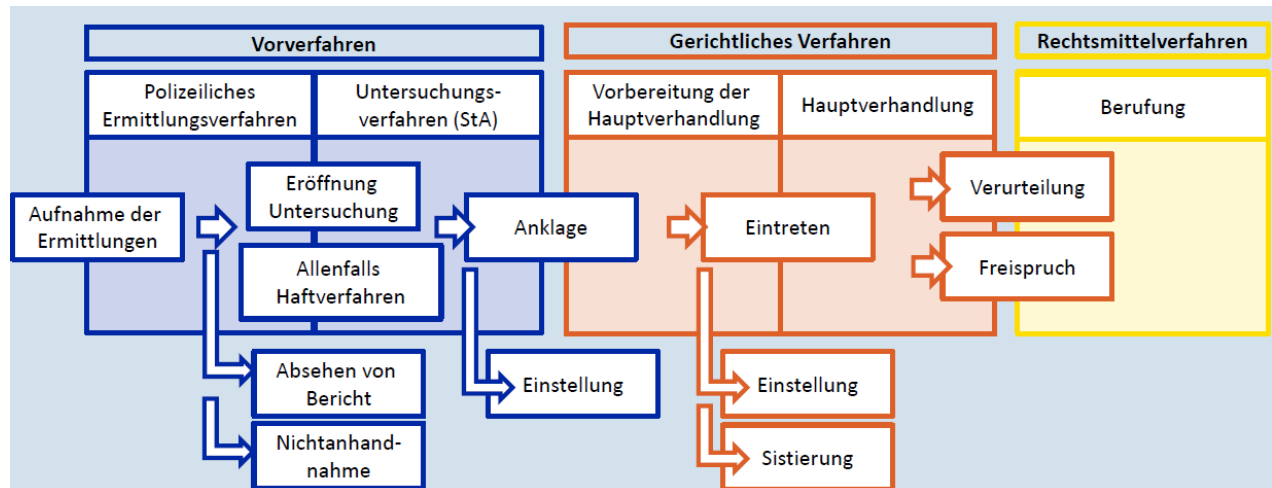 Vorverfahren
Gerichtliches Verfahren
Rechtsmittelverfahren
Polizeiliches
Ermittlungsverfahren
Untersuchungs-
verfahren (StA)
Vorbereitung der
Hauptverhandlung
Hauptverhandlung
Berufung
Aufnahme der
Ermittlungen
Eröffnung
Untersuchung
Allenfalls
Haftverfahren
Anklage
Eintreten
Verurteilung
Freispruch
Absehen von
Bericht
Nichtanhand-
nahme
Einstellung
Einstellung
Sistierung